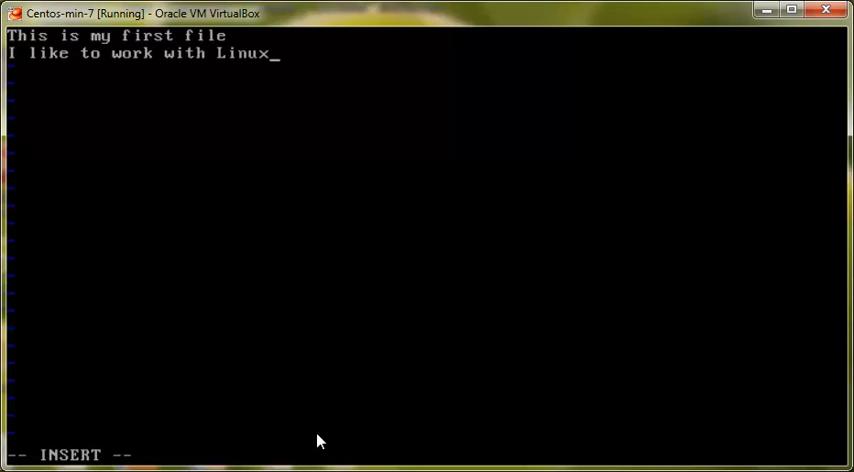 Centos-min-7 [Running] - Oracle VM VirtualBox
This is my first file
I like to work with Linux_
-- INSERT --